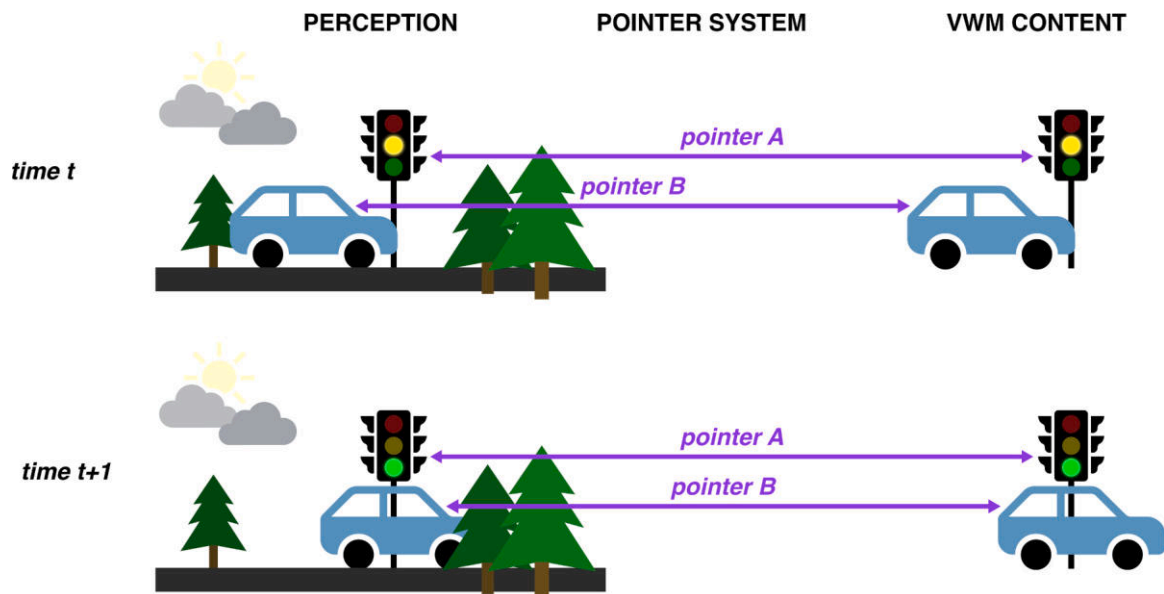 PERCEPTION POINTER SYSTEM VWM CONTENT
time t
pointer A
pointer B
time t+1
pointer A
pointer B